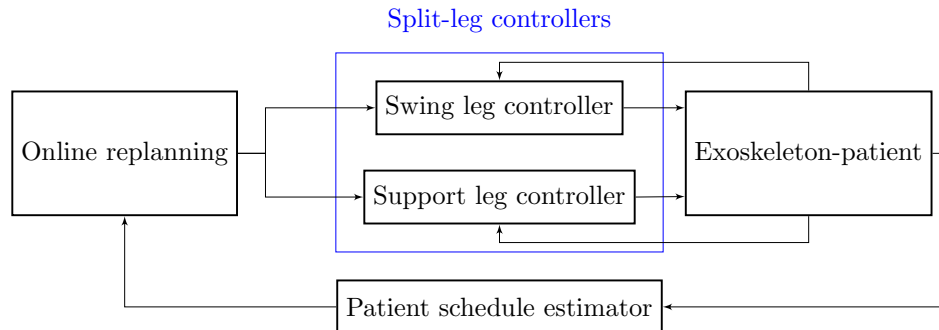 Split-leg controllers
Swing leg controller
Online replanning
Exoskeleton-patient
Support leg controller
Patient schedule estimator